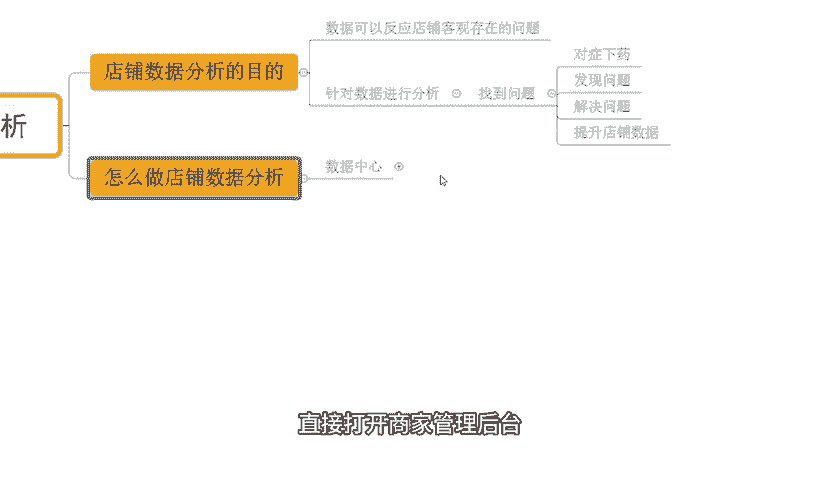 析
店铺数据分析的目的
数据可以反应店铺客观存在的问题
针对数据进行分析
找到问题
对症下药
发现问题
解决问题
提升店铺数据
怎么做店铺数据分析
数据中心
直接打开商家管理后台